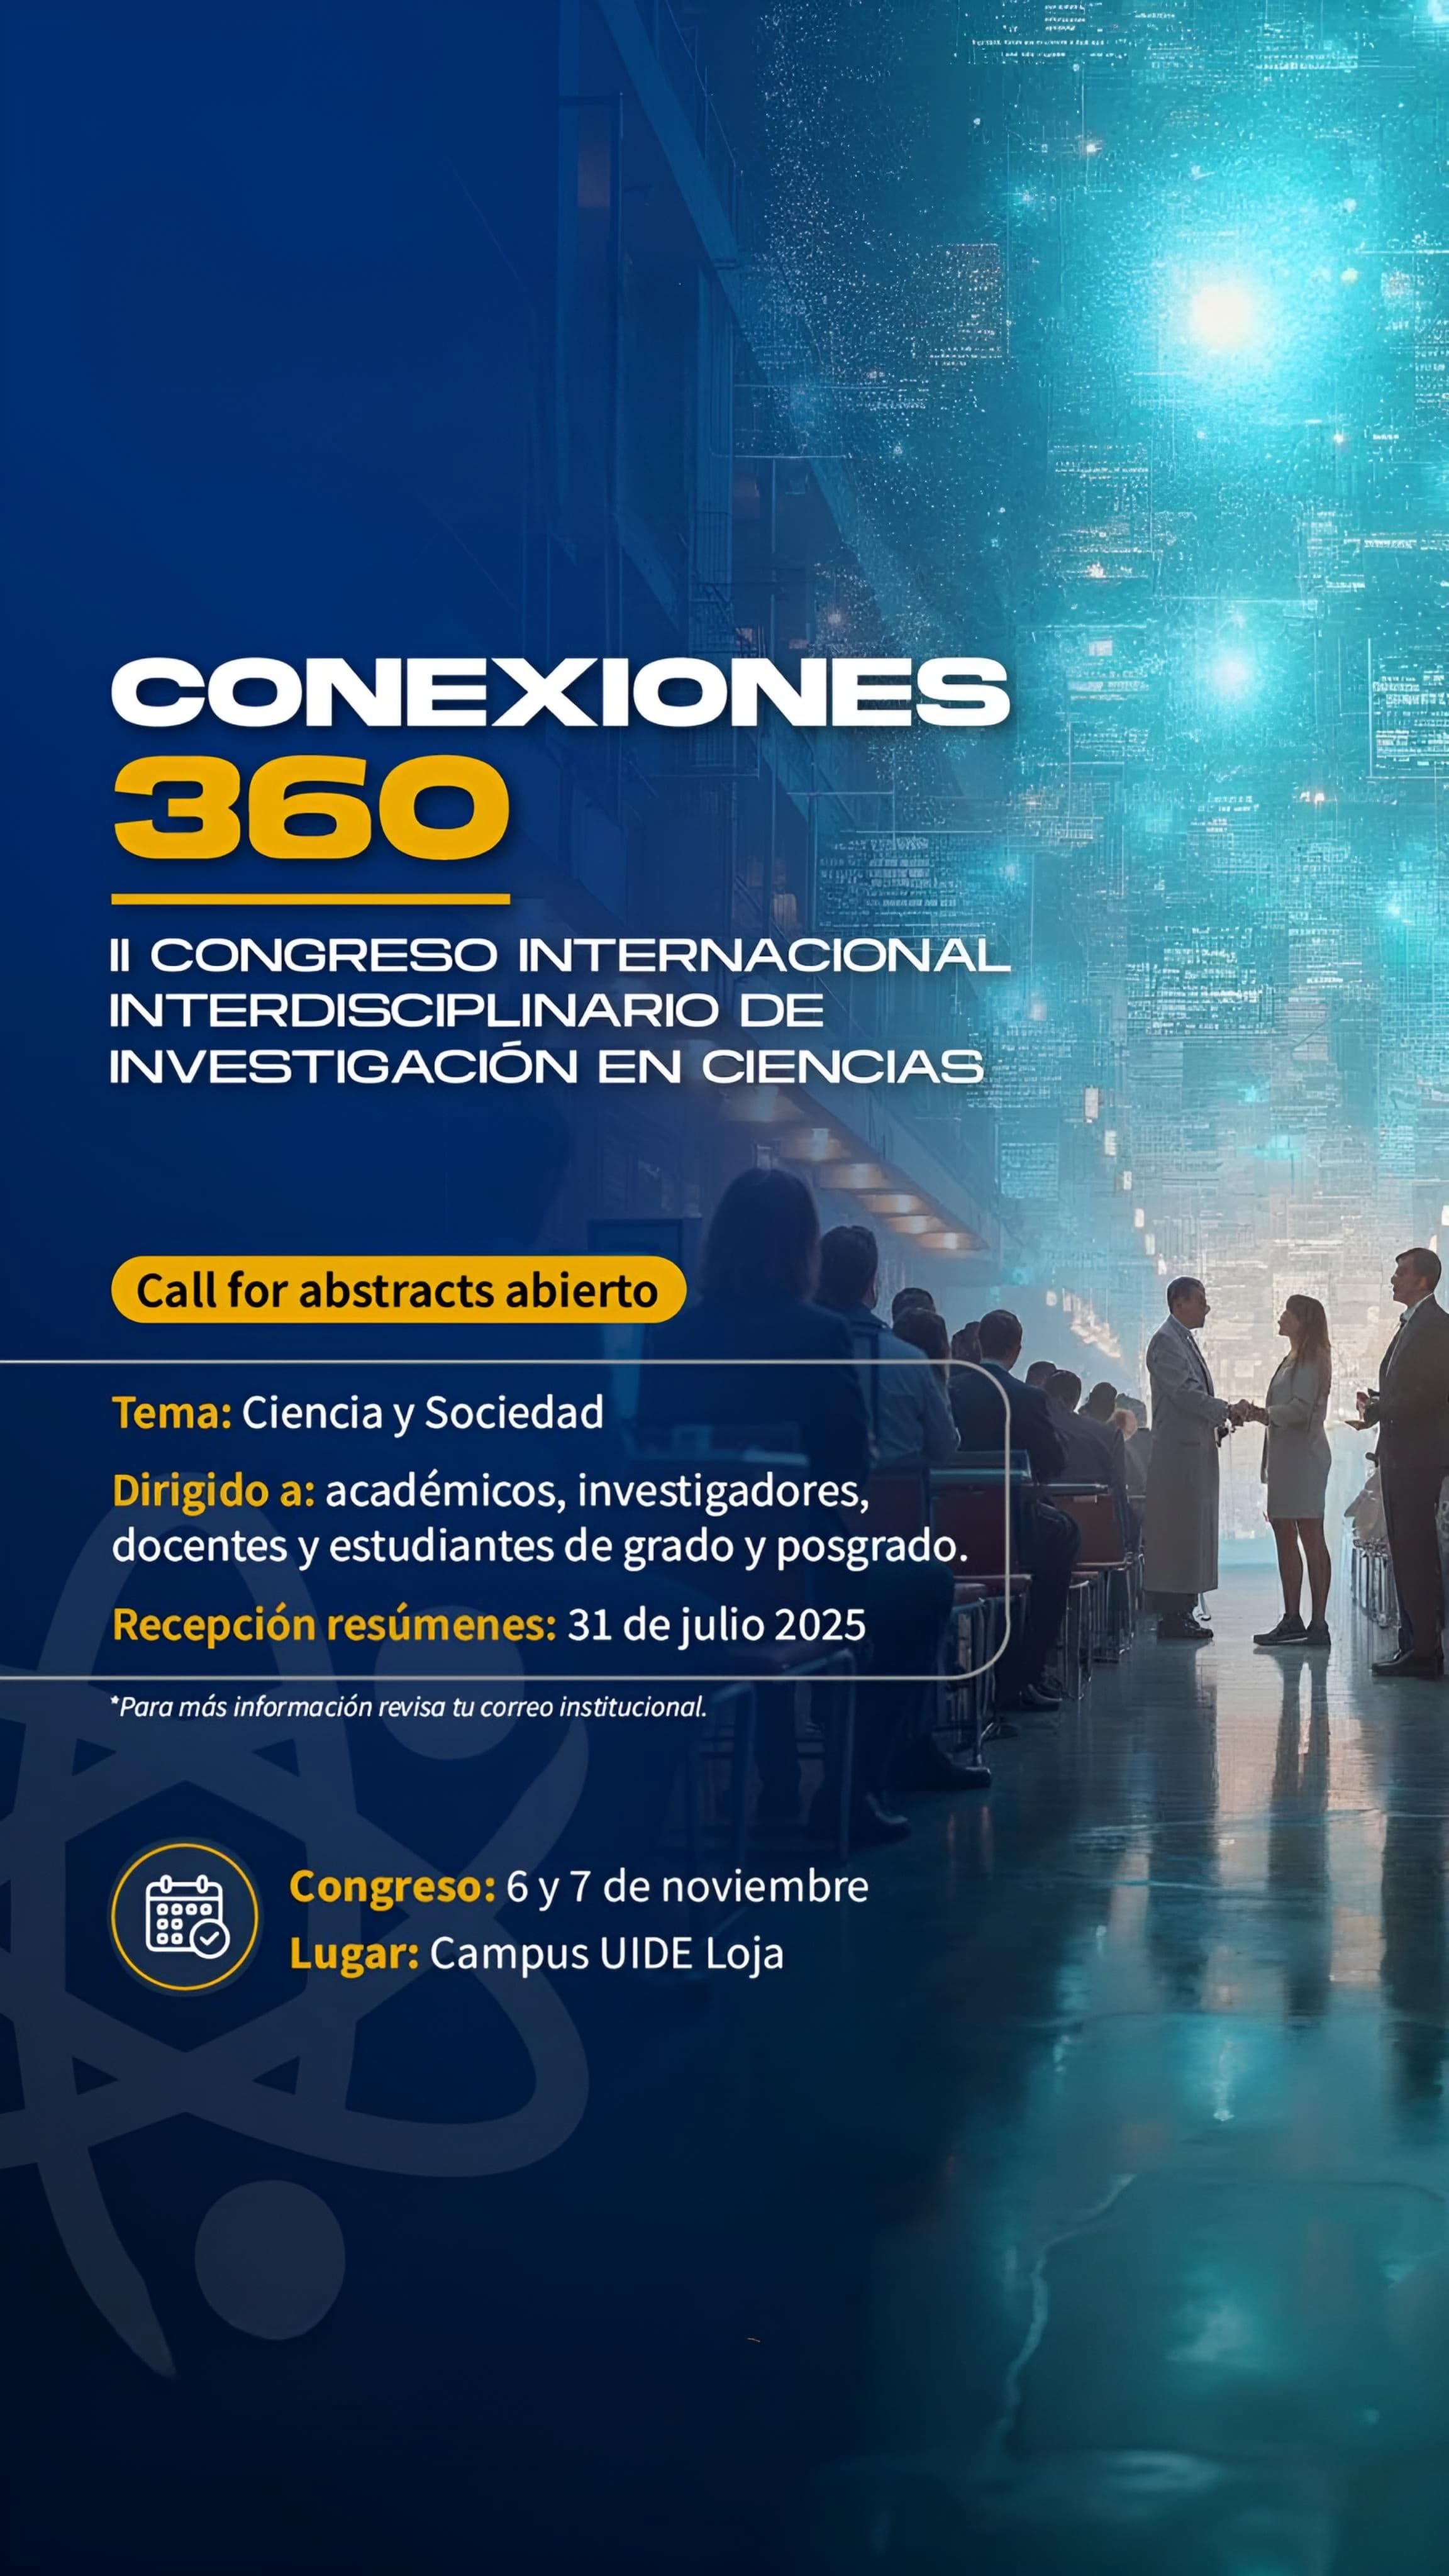 CONEXIONES
360
II CONGRESO INTERNACIONAL
INTERDISCIPLINARIO DE
INVESTIGACIÓN EN CIENCIAS
Call for abstracts abierto
Tema: Ciencia y Sociedad
Dirigido a: académicos, investigadores,
docentes y estudiantes de grado y posgrado.
Recepción resúmenes: 31 de julio 2025
*Para más información revisa tu correo institucional.
Congreso: 6 y 7 de noviembre
Lugar: Campus UIDE Loja